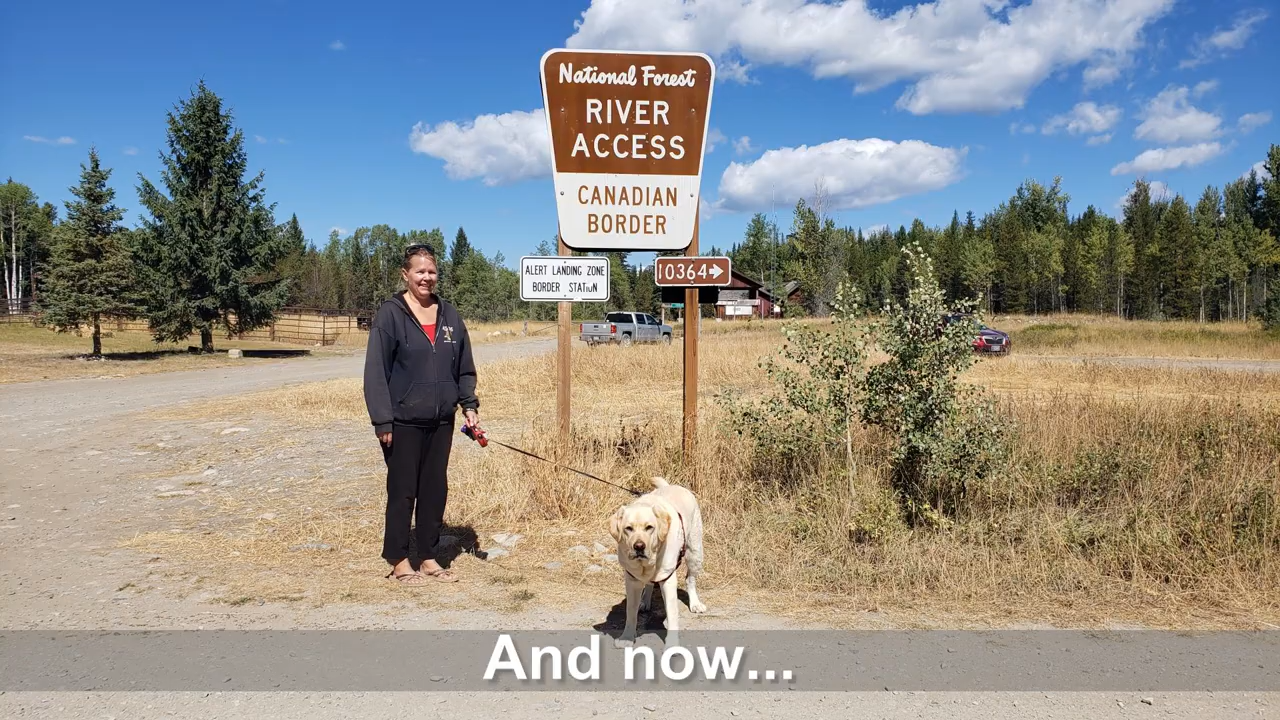 National Forest
RIVER
ACCESS
CANADIAN
BORDER
ALERT LANDING ZONE
BORDER STATION
10364
And now...